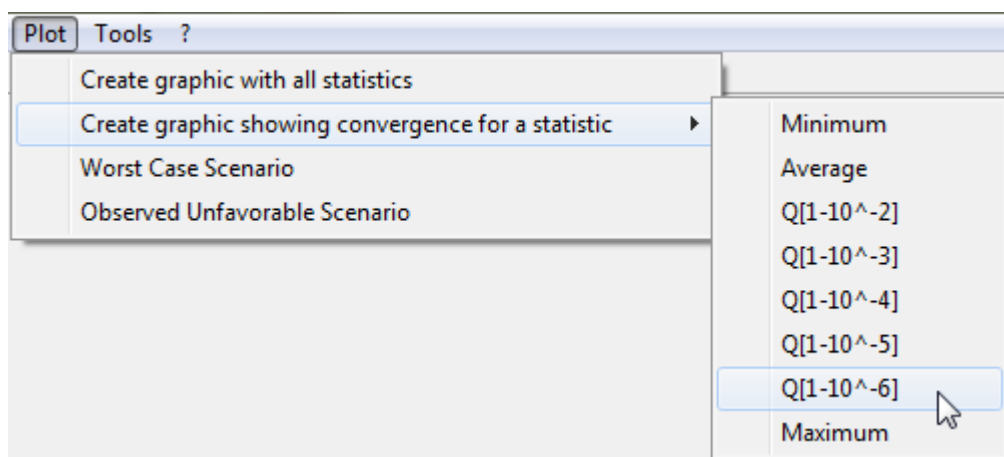 Plot Tools ?
Create graphic with all statistics
Create graphic showing convergence for a statistic
Worst Case Scenario
Observed Unfavorable Scenario
Minimum
Average
Q[1-10^-2]
Q[1-10^-3]
Q[1-10^-4]
Q[1-10^-5]
Q[1-10^-6]
Maximum